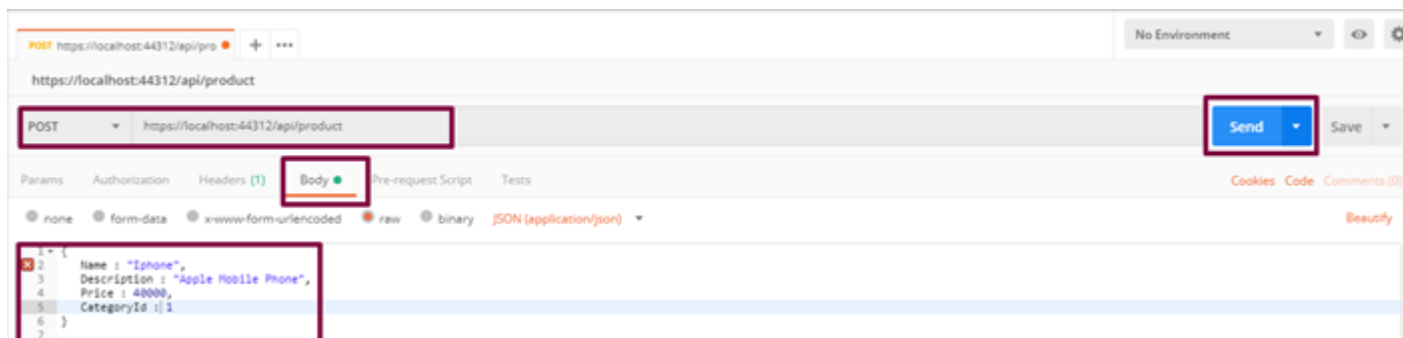 POST https://localhost:44312/api/pro + •••
No Environment
https://localhost:44312/api/product
POST https://localhost:44312/api/product Send Save
Params Authorization Headers (1) Body Pre-request Script Tests Cookies Code Comments (0)
none form-data x-www-form-urlencoded raw binary JSON (application/json) Beautify
1 {
2 Name : "Iphone",
3 Description : "Apple Mobile Phone",
4 Price : 40000,
5 CategoryId : 1
6 }
7